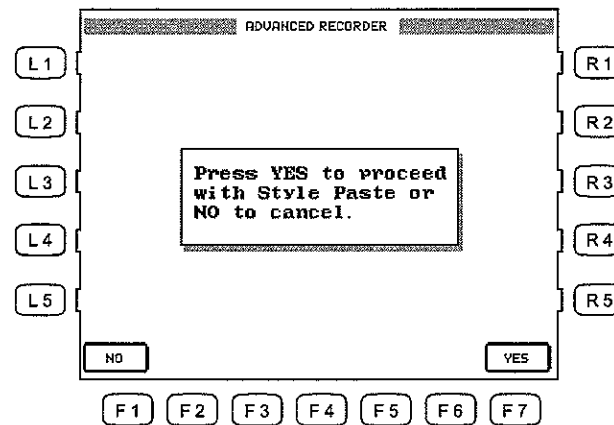 ADVANCED RECORDER
L1
R1
L2
R2
L3
R3
Press YES to proceed
with Style Paste or
NO to cancel.
L4
R4
L5
R5
NO
YES
F1 F2 F3 F4 F5 F6 F7